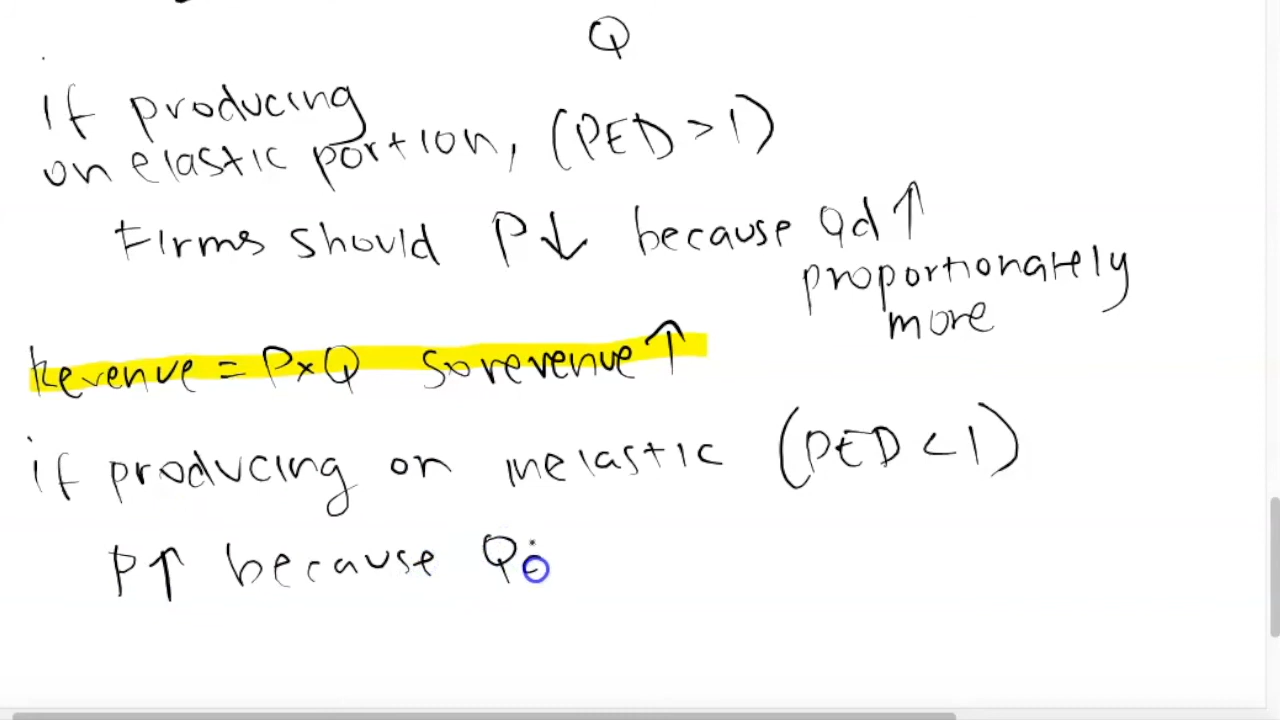 Q
if producing
on elastic portion, (PED > 1)
Firms should P↓ because Qd ↑
proportionately
more
Revenue = P×Q so revenue ↑
if producing on inelastic (PED < 1)
P↑ because Q